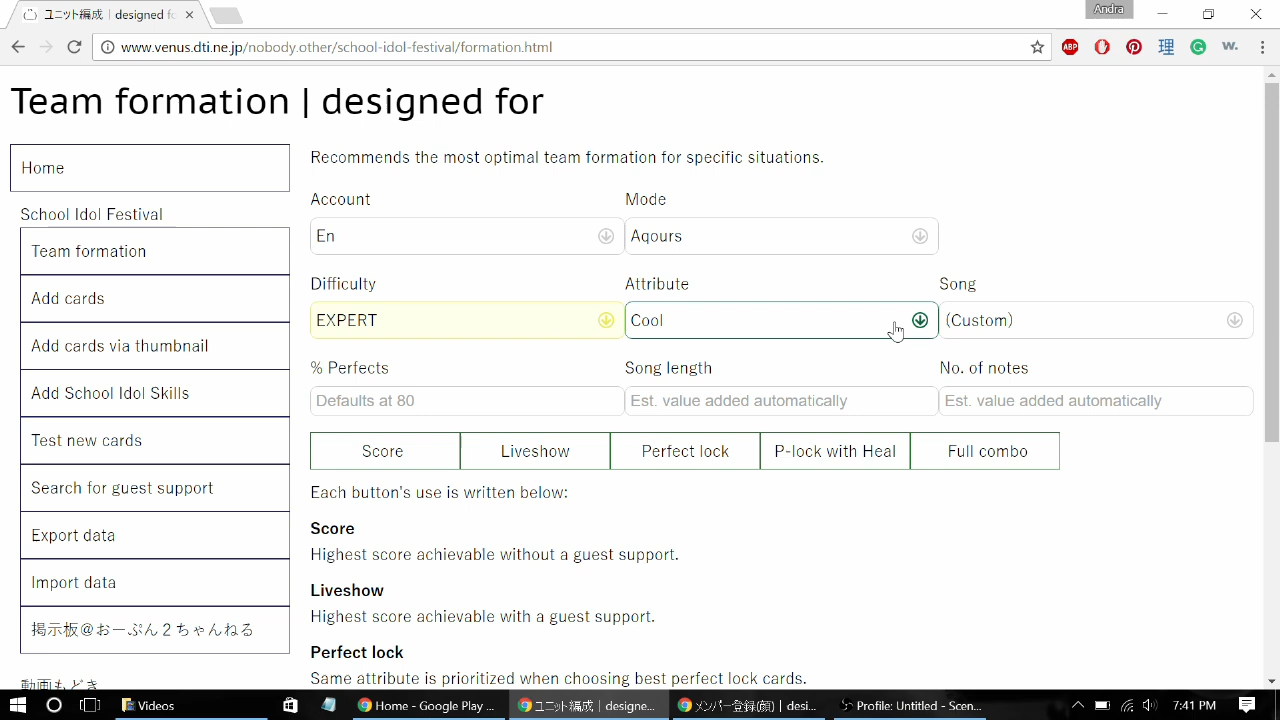 ユニット編成 | designed fo
Andra
www.venus.dti.ne.jp/nobody.other/school-idol-festival/formation.html
ABP
理
W.
Team formation | designed for
Home
School Idol Festival
Team formation
Add cards
Add cards via thumbnail
Add School Idol Skills
Test new cards
Search for guest support
Export data
Import data
掲示板@おーぷん2ちゃんねる
動画もどき
Recommends the most optimal team formation for specific situations.
Account Mode
En Aqours
Difficulty Attribute Song
EXPERT Cool (Custom)
% Perfects Song length No. of notes
Defaults at 80 Est. value added automatically Est. value added automatically
Score Liveshow Perfect lock P-lock with Heal Full combo
Each button's use is written below:
Score
Highest score achievable without a guest support.
Liveshow
Highest score achievable with a guest support.
Perfect lock
Same attribute is prioritized when choosing best perfect lock cards.
Videos Home - Google Play ... ユニット編成 | designe... メンバー登録(顔) | desi... Profile: Untitled - Scen... 7:41 PM